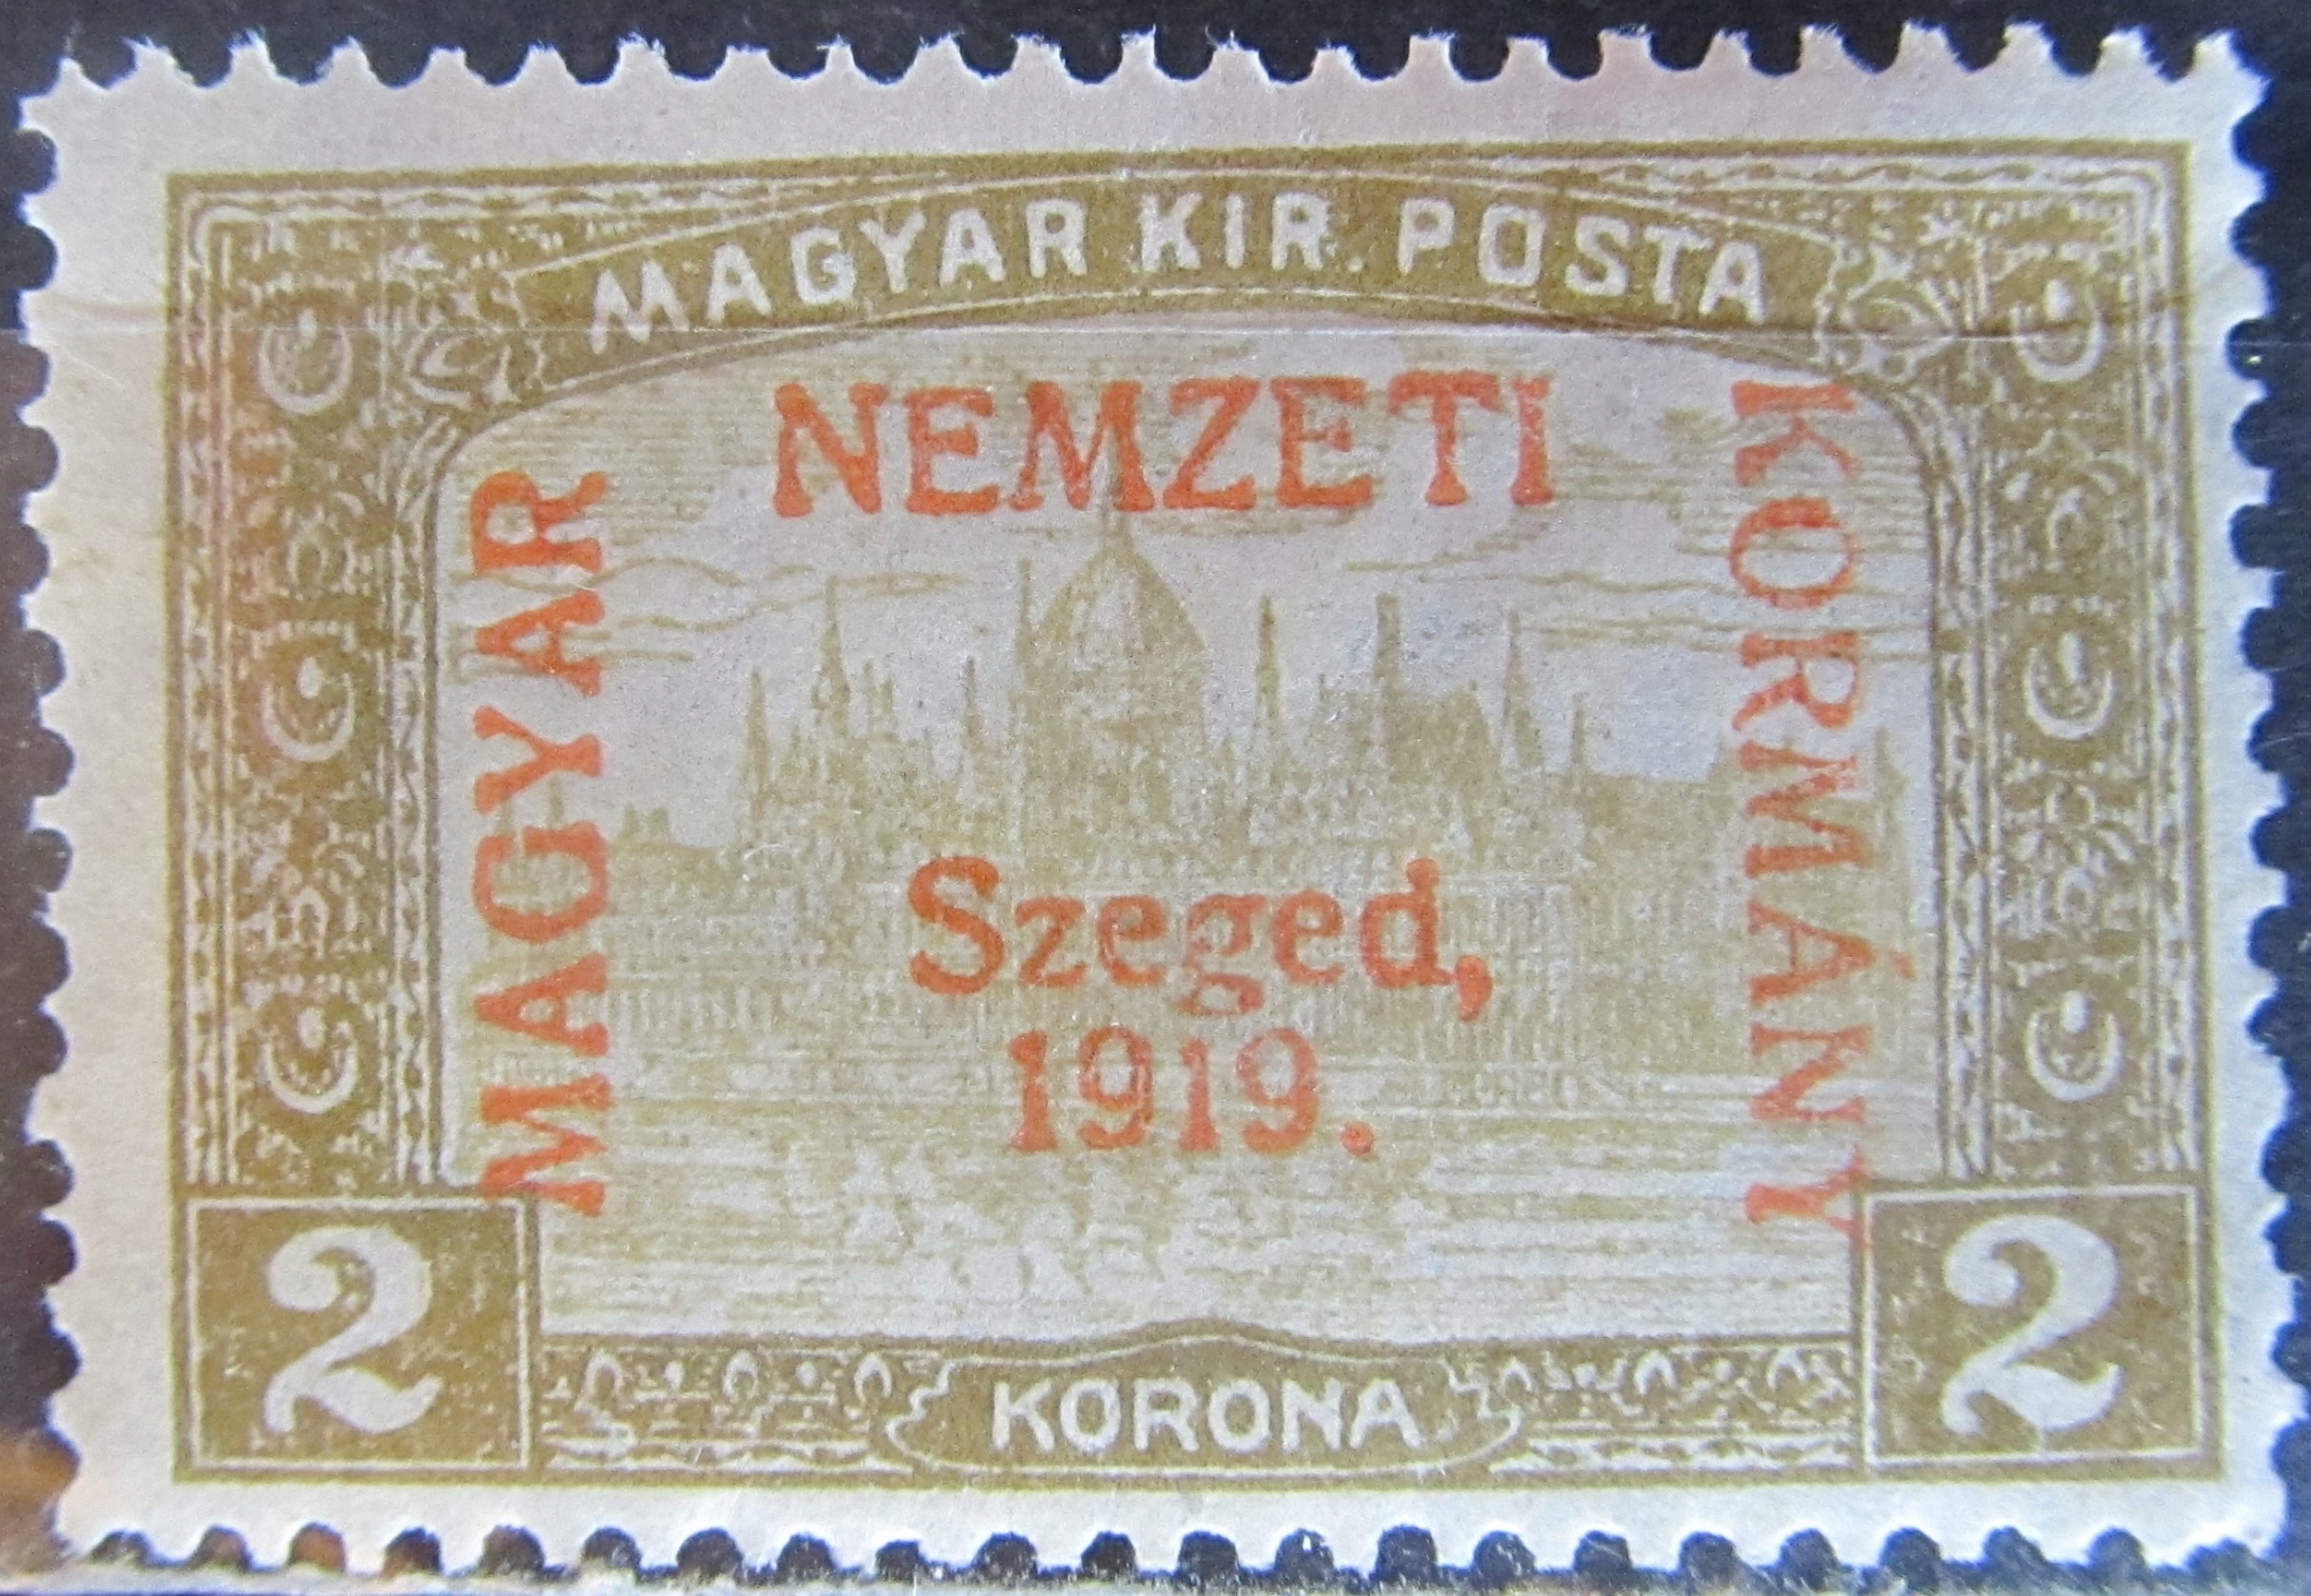 MAGYAR KIR. POSTA
MAGYAR
NEMZETI
KORMÁNY
Szeged,
1919.
2
KORONA
2